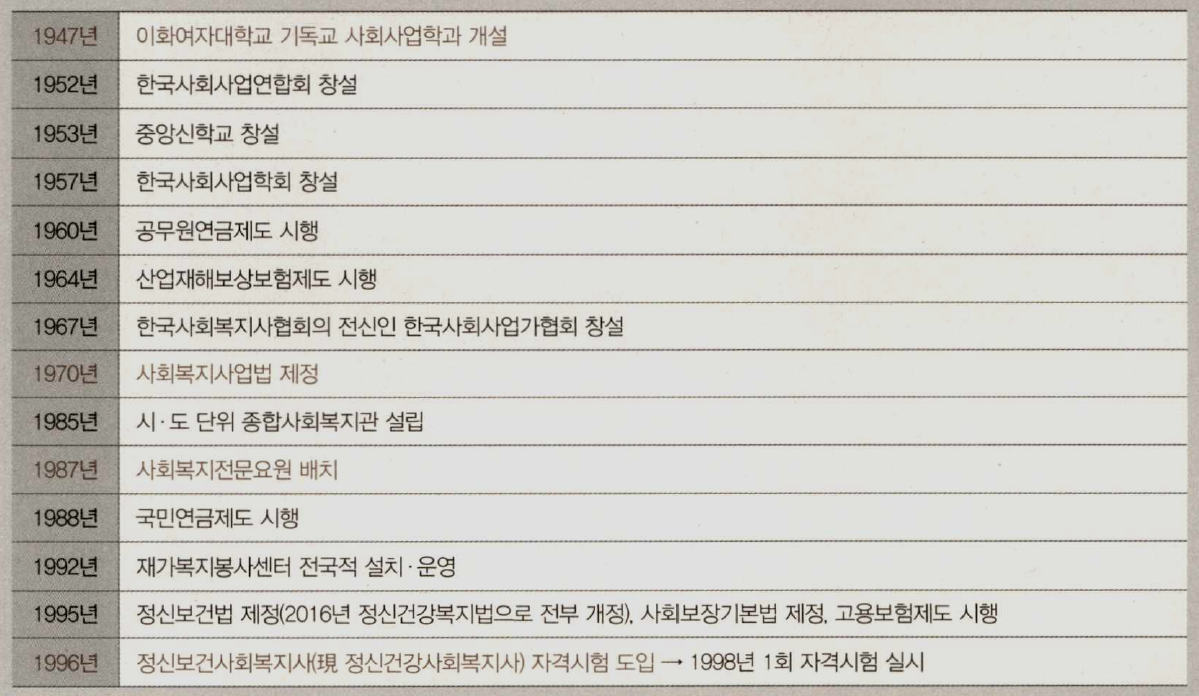 1947년 이화여자대학교 기독교 사회사업학과 개설
1952년 한국사회사업연합회 창설
1953년 중앙신학교 창설
1957년 한국사회사업학회 창설
1960년 공무원연금제도 시행
1964년 산업재해보상보험제도 시행
1967년 한국사회복지사협회의 전신인 한국사회사업가협회 창설
1970년 사회복지사업법 제정
1985년 시·도 단위 종합사회복지관 설립
1987년 사회복지전문요원 배치
1988년 국민연금제도 시행
1992년 재가복지봉사센터 전국적 설치·운영
1995년 정신보건법 제정(2016년 정신건강복지법으로 전부 개정), 사회보장기본법 제정, 고용보험제도 시행
1996년 정신보건사회복지사(現 정신건강사회복지사) 자격시험 도입 → 1998년 1회 자격시험 실시